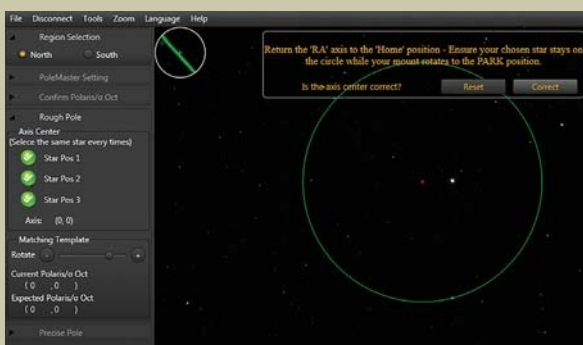 File Disconnect Tools Zoom Language Help
Region Selection
North South
PoleMaster Setting
Confirm Polaris/σ Oct
Rough Pole
Axis Center
(Selece the same star every times)
Star Pos 1
Star Pos 2
Star Pos 3
Axis: (0, 0)
Matching Template
Rotate - +
Current Polaris/σ Oct
( 0 , 0 )
Expected Polaris/σ Oct
( 0 , 0 )
Precise Pole
Return the 'RA' axis to the 'Home' position - Ensure your chosen star stays on
the circle while your mount rotates to the PARK position.
Is the axis center correct? Reset Correct